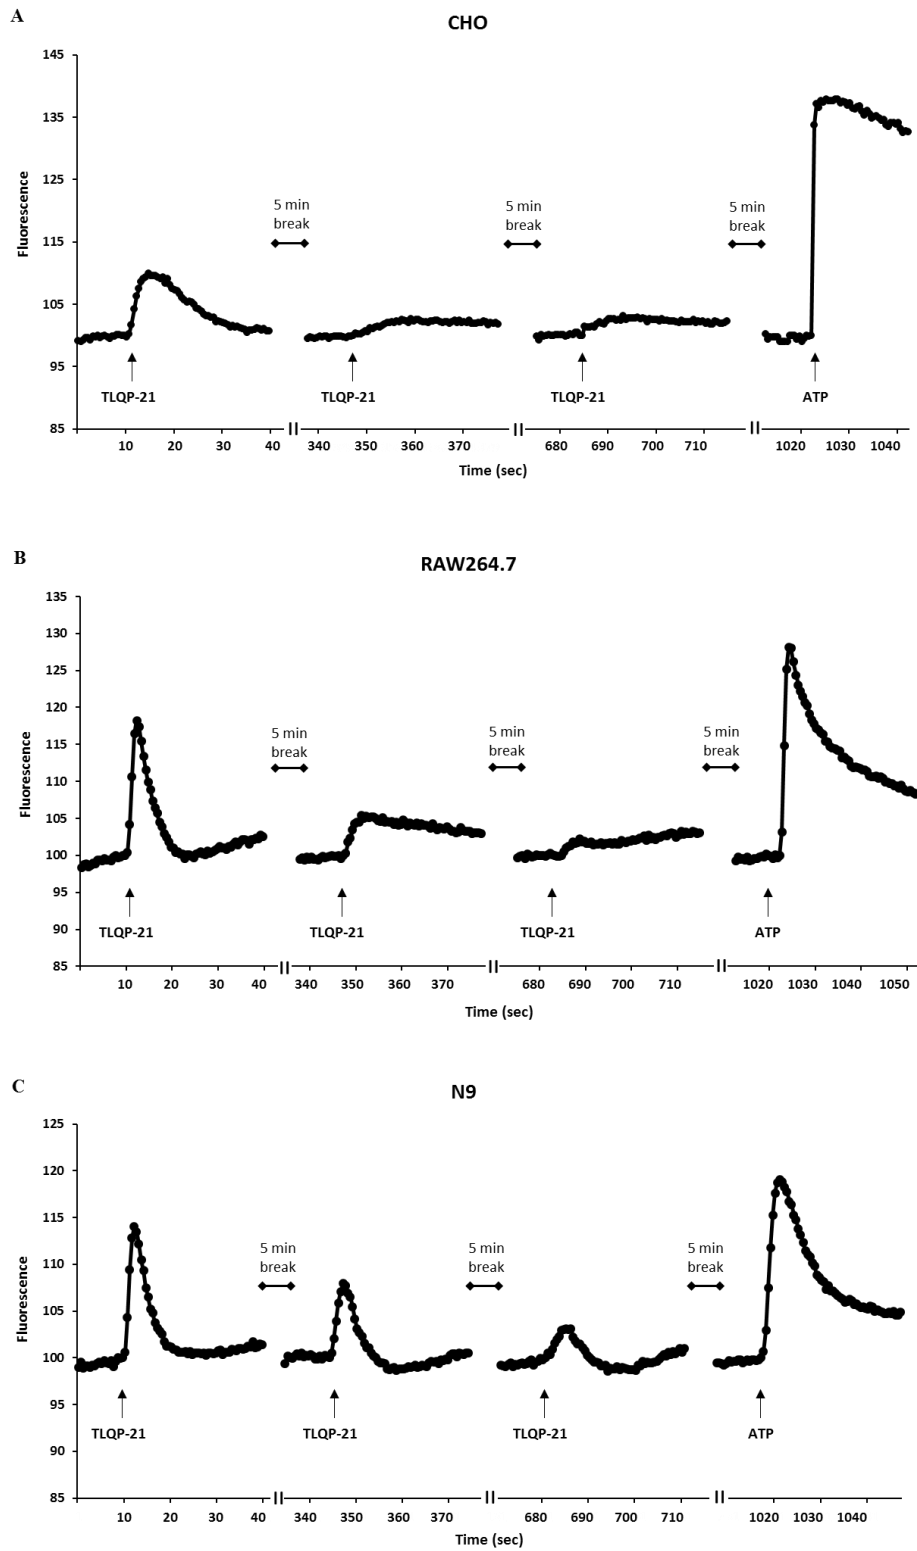 A
CHO
145
135
125
115
105
95
85
Fluorescence
5 min
break
5 min
break
5 min
break
TLQP-21
TLQP-21
TLQP-21
ATP
10 20 30 40 340 350 360 370 680 690 700 710 1020 1030 1040
Time (sec)
B
RAW264.7
135
130
125
120
115
110
105
100
95
90
85
Fluorescence
5 min
break
5 min
break
5 min
break
TLQP-21
TLQP-21
TLQP-21
ATP
10 20 30 40 340 350 360 370 680 690 700 710 1020 1030 1040 1050
Time (sec)
C
N9
125
120
115
110
105
100
95
90
85
Fluorescence
5 min
break
5 min
break
5 min
break
TLQP-21
TLQP-21
TLQP-21
ATP
10 20 30 40 340 350 360 370 680 690 700 710 1020 1030 1040
Time (sec)